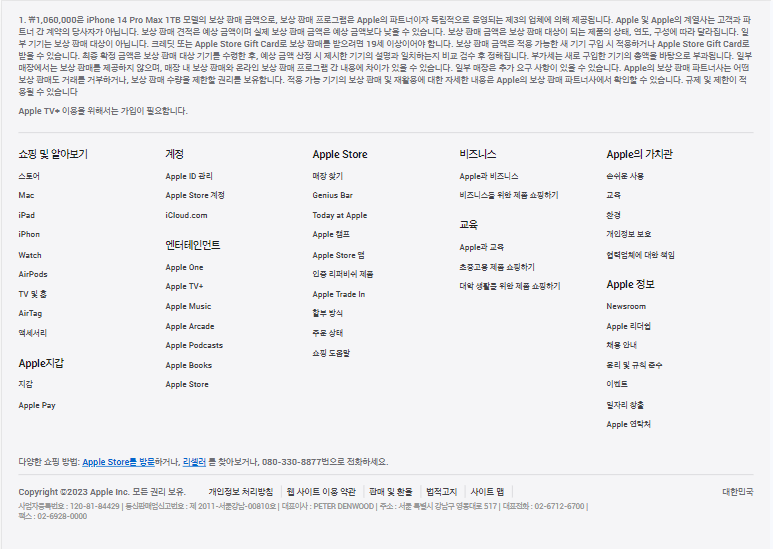 1. ₩1,060,000은 iPhone 14 Pro Max 1TB 모델의 보상 판매 금액으로, 보상 판매 프로그램은 Apple의 파트너이자 독립적으로 운영되는 제3의 업체에 의해 제공됩니다. Apple 및 Apple의 계열사는 고객과 파
트너 간 계약의 당사자가 아닙니다. 보상 판매 견적은 예상 금액이며 실제 보상 판매 금액은 예상 금액보다 낮을 수 있습니다. 보상 판매 금액은 보상 판매 대상이 되는 제품의 상태, 연도, 구성에 따라 달라집니다. 일
부 기기는 보상 판매 대상이 아닙니다. 크레딧 또는 Apple Store Gift Card로 보상 판매를 받으려면 19세 이상이어야 합니다. 보상 판매 금액은 적용 가능한 새 기기 구입 시 적용하거나 Apple Store Gift Card로
받을 수 있습니다. 최종 확정 금액은 보상 판매 대상 기기를 수령한 후, 예상 금액 산정 시 제시한 기기의 설명과 일치하는지 비교 검수 후 정해집니다. 부가세는 새로 구입한 기기의 총액을 바탕으로 부과됩니다. 일부
매장에서는 보상 판매를 제공하지 않으며, 매장 내 보상 판매와 온라인 보상 판매 프로그램 간 내용에 차이가 있을 수 있습니다. 일부 매장은 추가 요구 사항이 있을 수 있습니다. Apple의 보상 판매 파트너사는 어떤
보상 판매도 거래를 거부하거나, 보상 판매 수량을 제한할 권리를 보유합니다. 적용 가능 기기의 보상 판매 및 재활용에 대한 자세한 내용은 Apple의 보상 판매 파트너사에서 확인할 수 있습니다. 규제 및 제한이 적
용될 수 있습니다
Apple TV+ 이용을 위해서는 가입이 필요합니다.
쇼핑 및 알아보기
스토어
Mac
iPad
iPhon
Watch
AirPods
TV 및 홈
AirTag
액세서리
Apple지갑
지갑
Apple Pay
계정
Apple ID 관리
Apple Store 계정
iCloud.com
엔터테인먼트
Apple One
Apple TV+
Apple Music
Apple Arcade
Apple Podcasts
Apple Books
Apple Store
Apple Store
매장 찾기
Genius Bar
Today at Apple
Apple 캠프
Apple Store 앱
인증 리퍼비쉬 제품
Apple Trade In
할부 방식
주문 상태
쇼핑 도움말
비즈니스
Apple과 비즈니스
비즈니스를 위한 제품 쇼핑하기
교육
Apple과 교육
초중고용 제품 쇼핑하기
대학 생활을 위한 제품 쇼핑하기
Apple의 가치관
손쉬운 사용
교육
환경
개인정보 보호
협력업체에 대한 책임
Apple 정보
Newsroom
Apple 리더쉽
채용 안내
윤리 및 규칙 준수
이벤트
일자리 창출
Apple 연락처
다양한 쇼핑 방법: Apple Store를 방문하거나, 리셀러 를 찾아보거나, 080-330-8877번으로 전화하세요.
Copyright ©2023 Apple Inc. 모든 권리 보유. 개인정보 처리방침 | 웹 사이트 이용 약관 | 판매 및 환불 | 법적고지 | 사이트 맵 | 대한민국
사업자등록번호 : 120-81-84429 | 통신판매업신고번호 : 제 2011-서울강남-00810호 | 대표이사 : PETER DENWOOD | 주소 : 서울 특별시 강남구 영동대로 517 | 대표전화 : 02-6712-6700 |
팩스 : 02-6928-0000